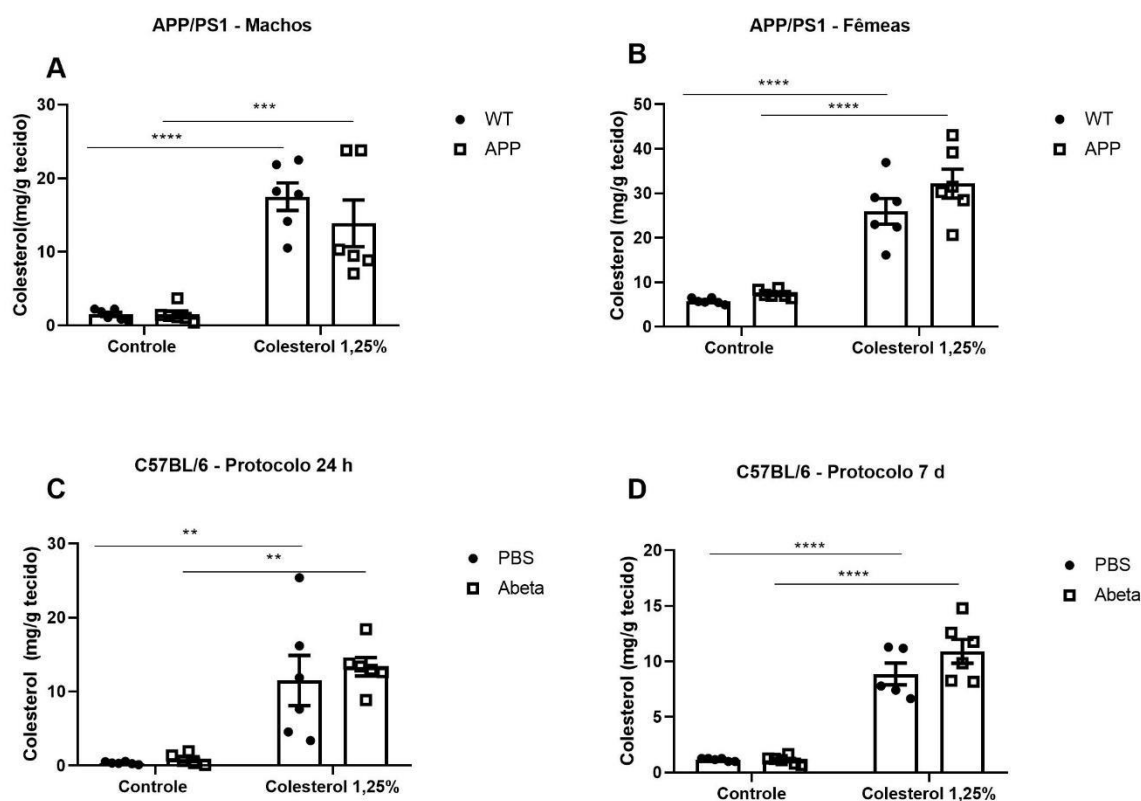 APP/PS1 - Machos
A
Colesterol(mg/g tecido)
30
20
10
0
****
***
WT
APP
Controle
Colesterol 1,25%
APP/PS1 - Fêmeas
B
Colesterol (mg/g tecido)
50
40
30
20
10
0
****
****
WT
APP
Controle
Colesterol 1,25%
C57BL/6 - Protocolo 24 h
C
Colesterol (mg/g tecido)
30
20
10
0
**
**
PBS
Abeta
Controle
Colesterol 1,25%
C57BL/6 - Protocolo 7 d
D
Colesterol (mg/g tecido)
20
15
10
5
0
****
****
PBS
Abeta
Controle
Colesterol 1,25%